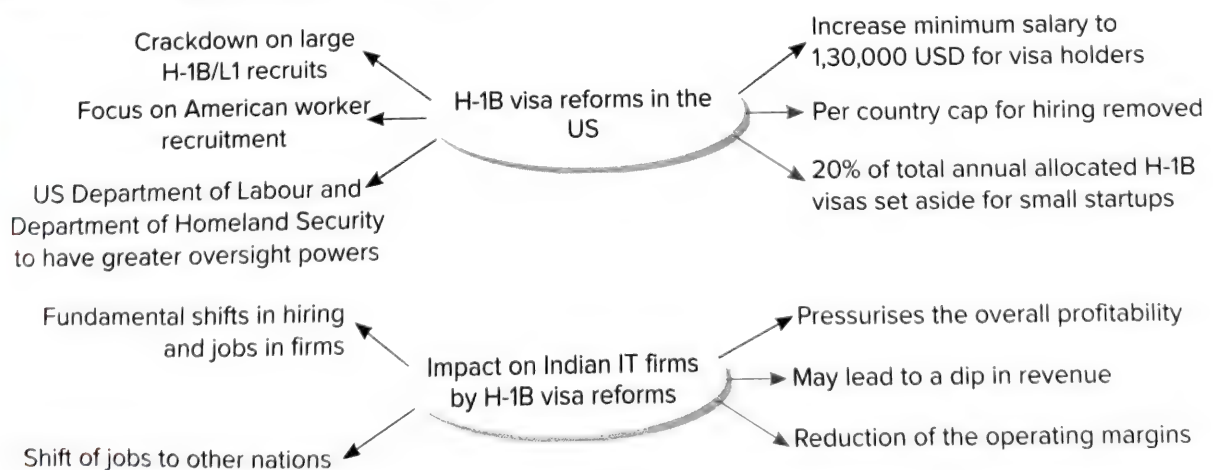 Crackdown on large
H-1B/L1 recruits
Focus on American worker
recruitment
US Department of Labour and
Department of Homeland Security
to have greater oversight powers
H-1B visa reforms in the
US
Increase minimum salary to
1,30,000 USD for visa holders
Per country cap for hiring removed
20% of total annual allocated H-1B
visas set aside for small startups
Fundamental shifts in hiring
and jobs in firms
Shift of jobs to other nations
Impact on Indian IT firms
by H-1B visa reforms
Pressurises the overall profitability
May lead to a dip in revenue
Reduction of the operating margins